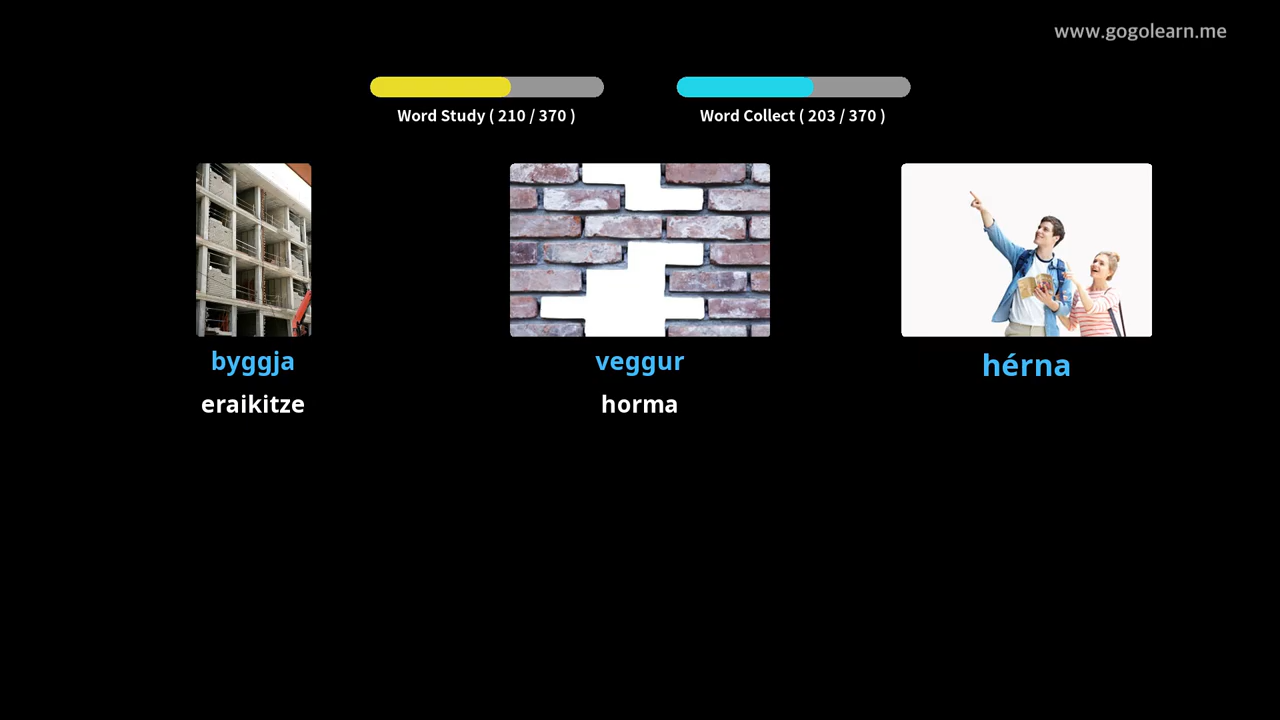 www.gogolearn.me
Word Study ( 210 / 370 )
Word Collect ( 203 / 370 )
byggja
eraikitze
veggur
horma
hérna